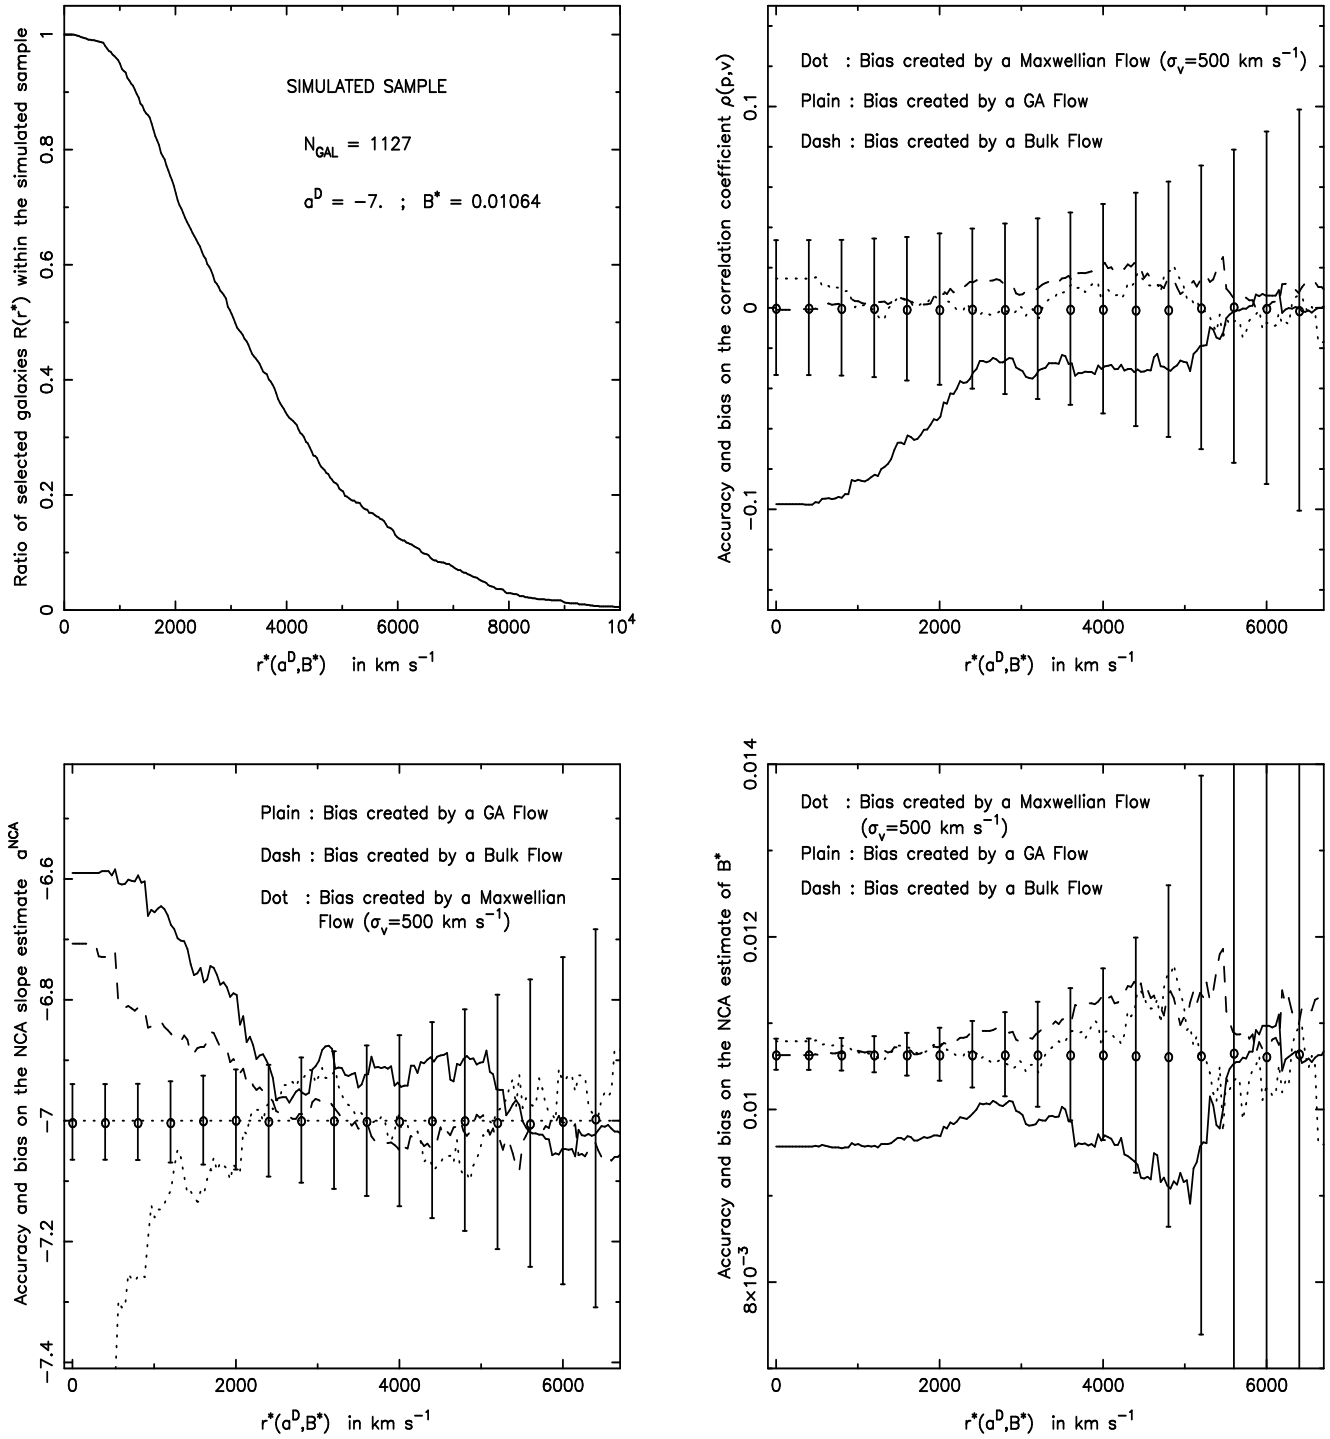 Ratio of selected galaxies R(r*) within the simulated sample
1
0.8
0.6
0.4
0.2
0
SIMULATED SAMPLE
N_GAL = 1127
a^D = −7. ; B* = 0.01064
0 2000 4000 6000 8000 10^4
r*(a^D,B*) in km s^−1
Accuracy and bias on the correlation coefficient ρ(p,v)
0.1
0
−0.1
Dot : Bias created by a Maxwellian Flow (σ_v=500 km s^−1)
Plain : Bias created by a GA Flow
Dash : Bias created by a Bulk Flow
0 2000 4000 6000
r*(a^D,B*) in km s^−1
Accuracy and bias on the NCA slope estimate a^NCA
−6.6
−6.8
−7
−7.2
−7.4
Plain : Bias created by a GA Flow
Dash : Bias created by a Bulk Flow
Dot : Bias created by a Maxwellian
Flow (σ_v=500 km s^−1)
0 2000 4000 6000
r*(a^D,B*) in km s^−1
Accuracy and bias on the NCA estimate of B*
0.014
0.012
0.01
8×10^−3
Dot : Bias created by a Maxwellian Flow
(σ_v=500 km s^−1)
Plain : Bias created by a GA Flow
Dash : Bias created by a Bulk Flow
0 2000 4000 6000
r*(a^D,B*) in km s^−1